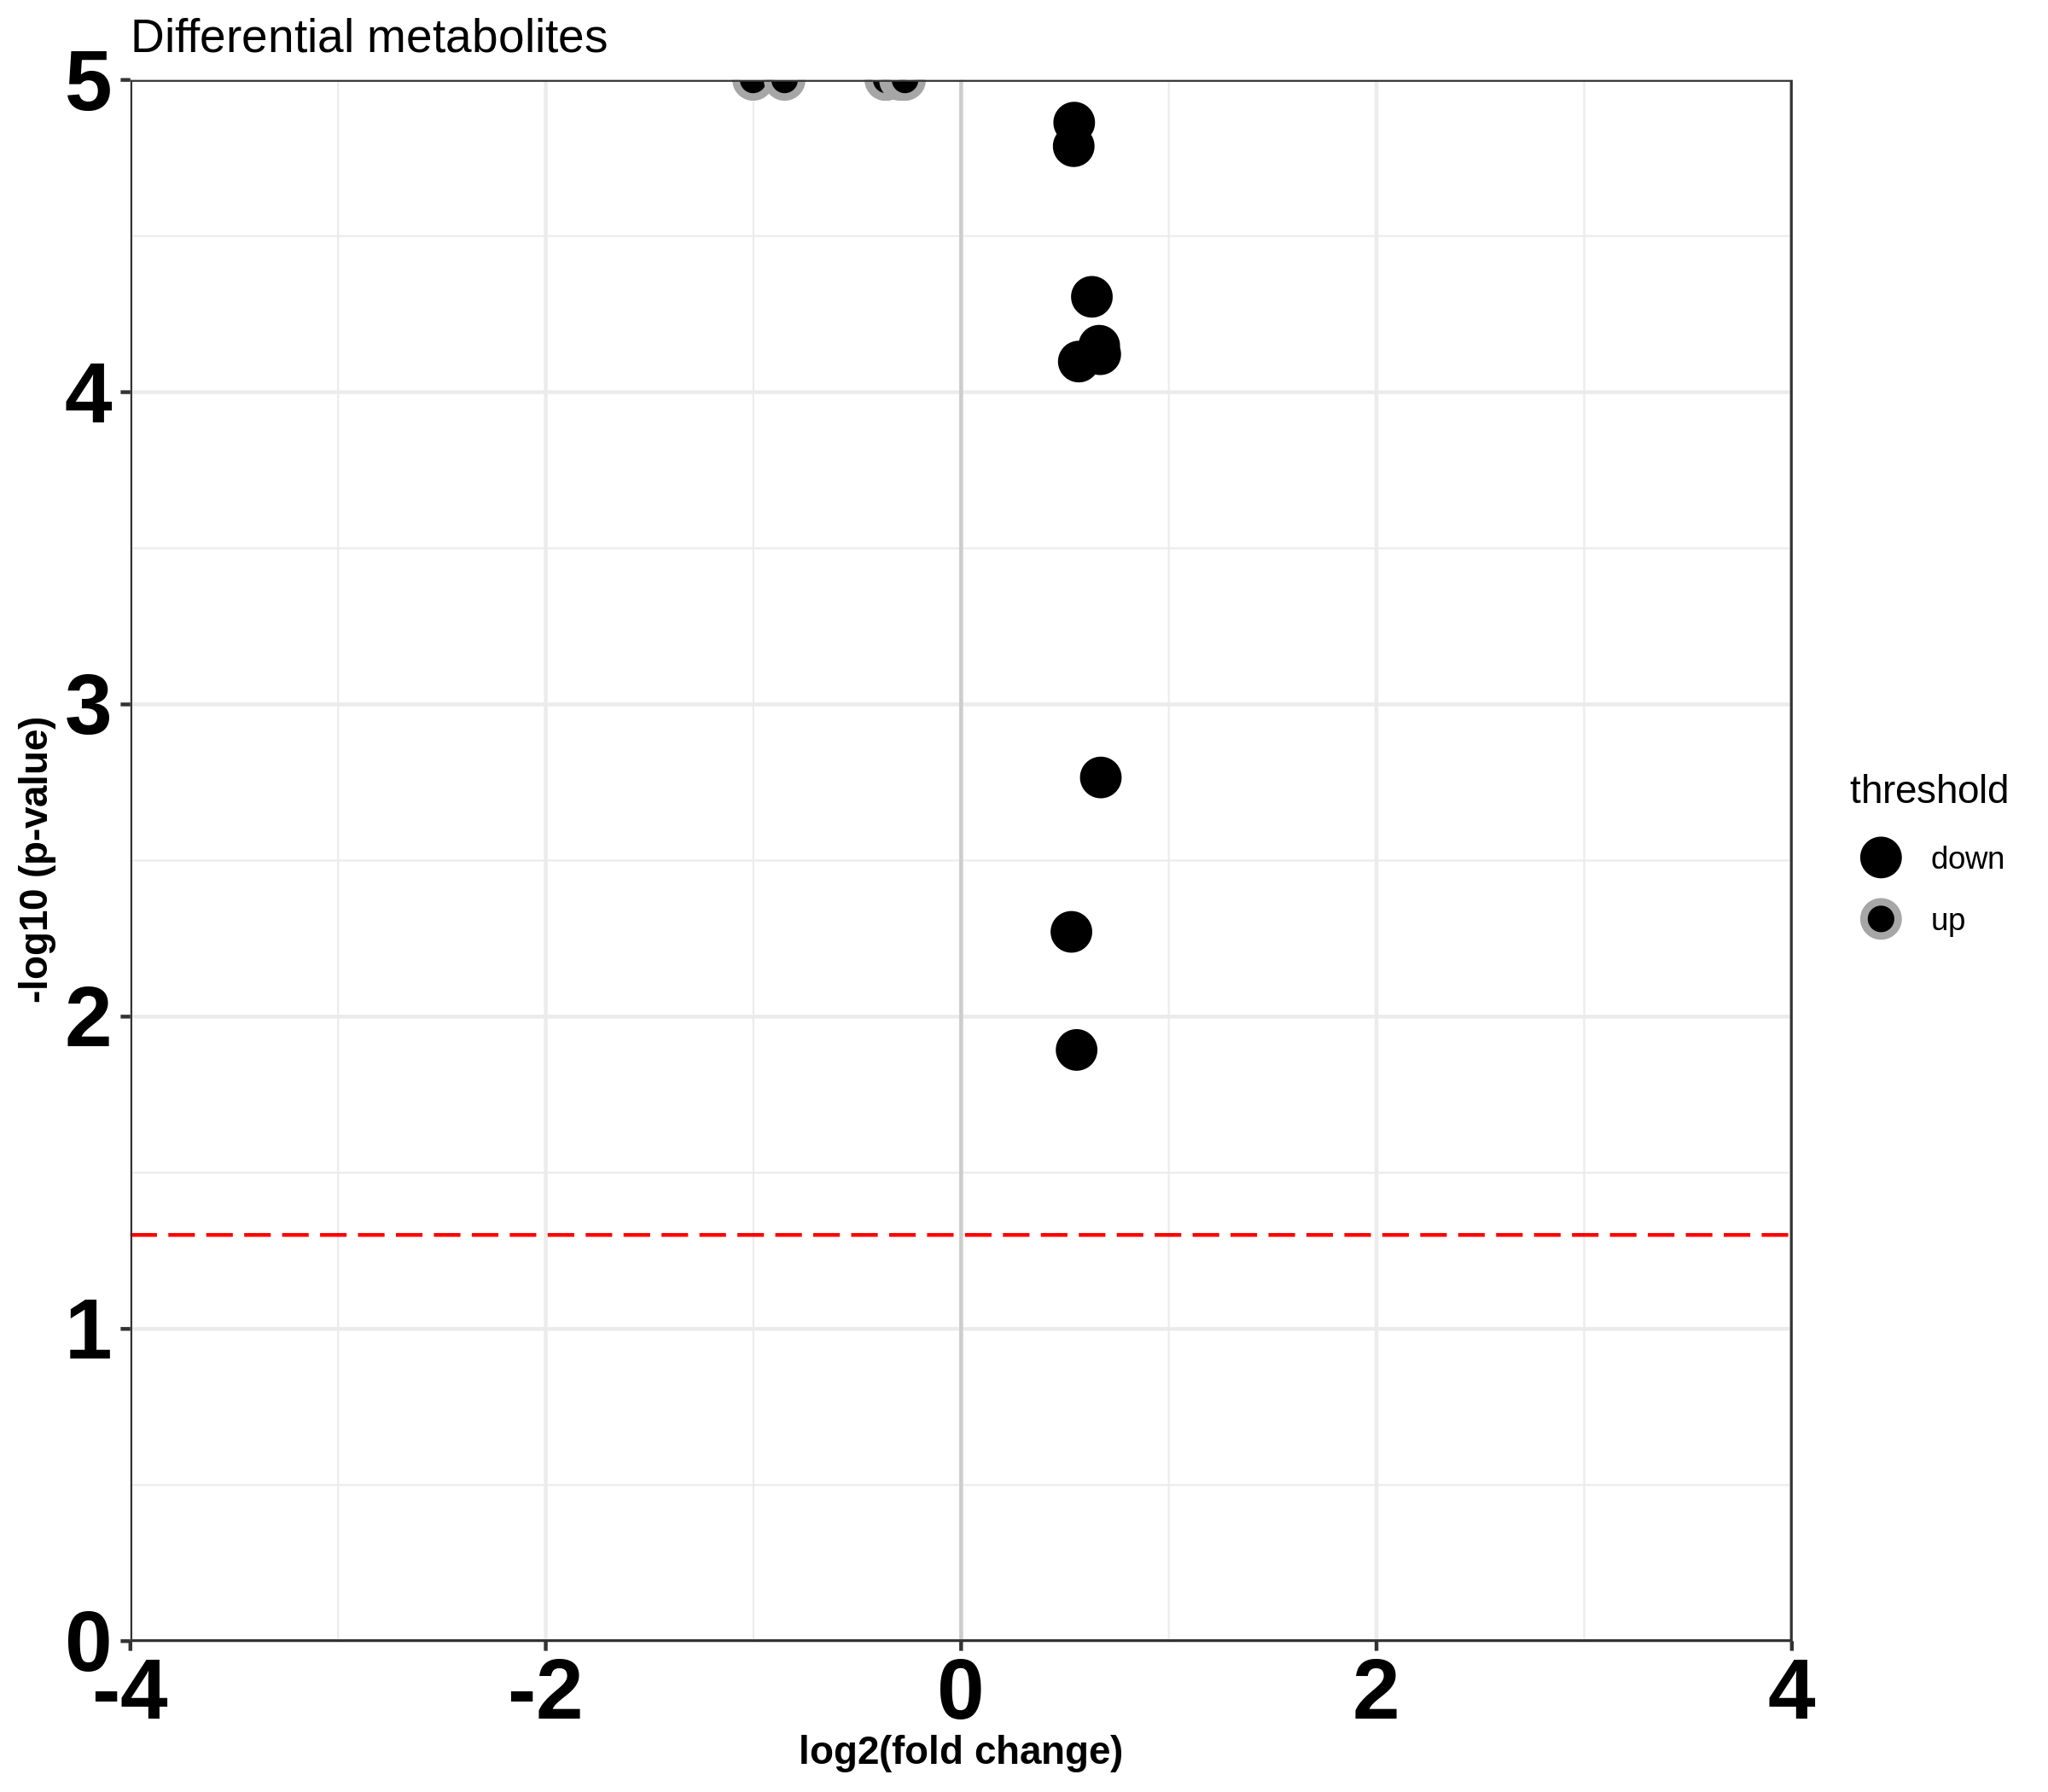 Differential metabolites
5
4
3
2
1
0
-log10 (p-value)
-4
-2
0
2
4
log2(fold change)
threshold
down
up